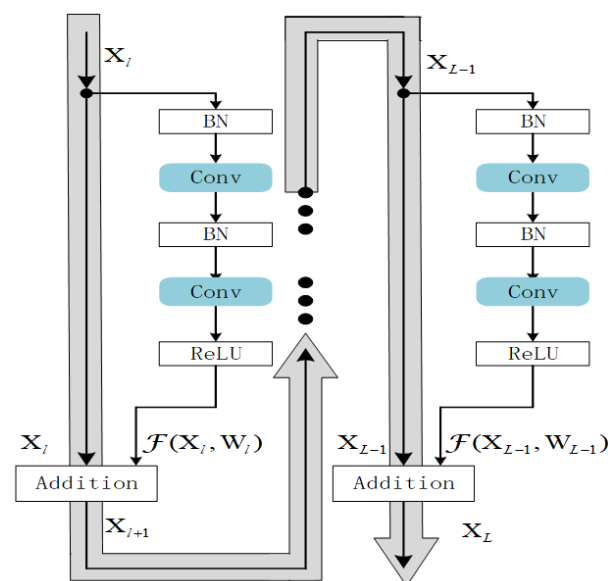 X_l
BN
Conv
BN
Conv
ReLU
X_l
F(X_l, W_l)
Addition
X_{l+1}
X_{L-1}
BN
Conv
BN
Conv
ReLU
X_{L-1}
F(X_{L-1}, W_{L-1})
Addition
X_L